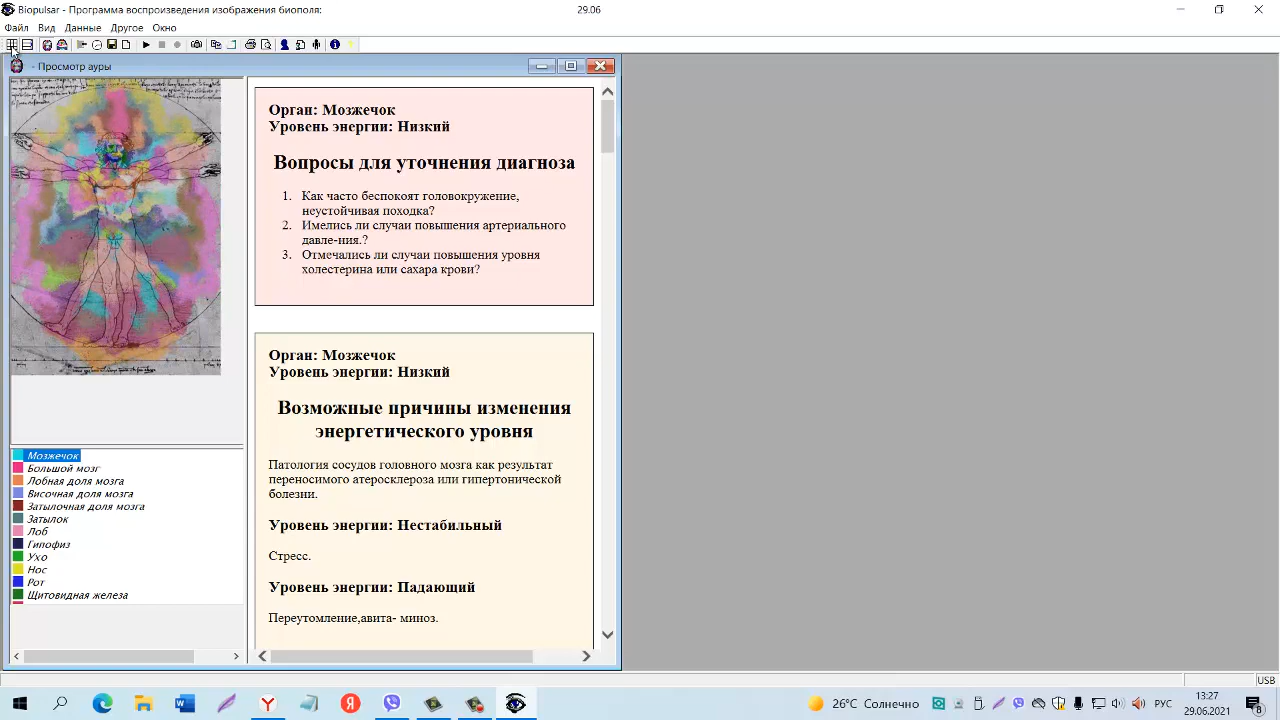 Biopulsar - Программа воспроизведения изображения биополя:
29.06
Файл Вид Данные Другое Окно
- Просмотр ауры
Орган: Мозжечок
Уровень энергии: Низкий
Вопросы для уточнения диагноза
1. Как часто беспокоят головокружение,
неустойчивая походка?
2. Имелись ли случаи повышения артериального
давле-ния.?
3. Отмечались ли случаи повышения уровня
холестерина или сахара крови?
Орган: Мозжечок
Уровень энергии: Низкий
Возможные причины изменения
энергетического уровня
Патология сосудов головного мозга как результат
переносимого атеросклероза или гипертонической
болезни.
Уровень энергии: Нестабильный
Стресс.
Уровень энергии: Падающий
Переутомление,авита- миноз.
Мозжечок
Большой мозг
Лобная доля мозга
Височная доля мозга
Затылочная доля мозга
Затылок
Лоб
Гипофиз
Ухо
Нос
Рот
Щитовидная железа
USB
26°C Солнечно
РУС
13:27
29.06.2021
8